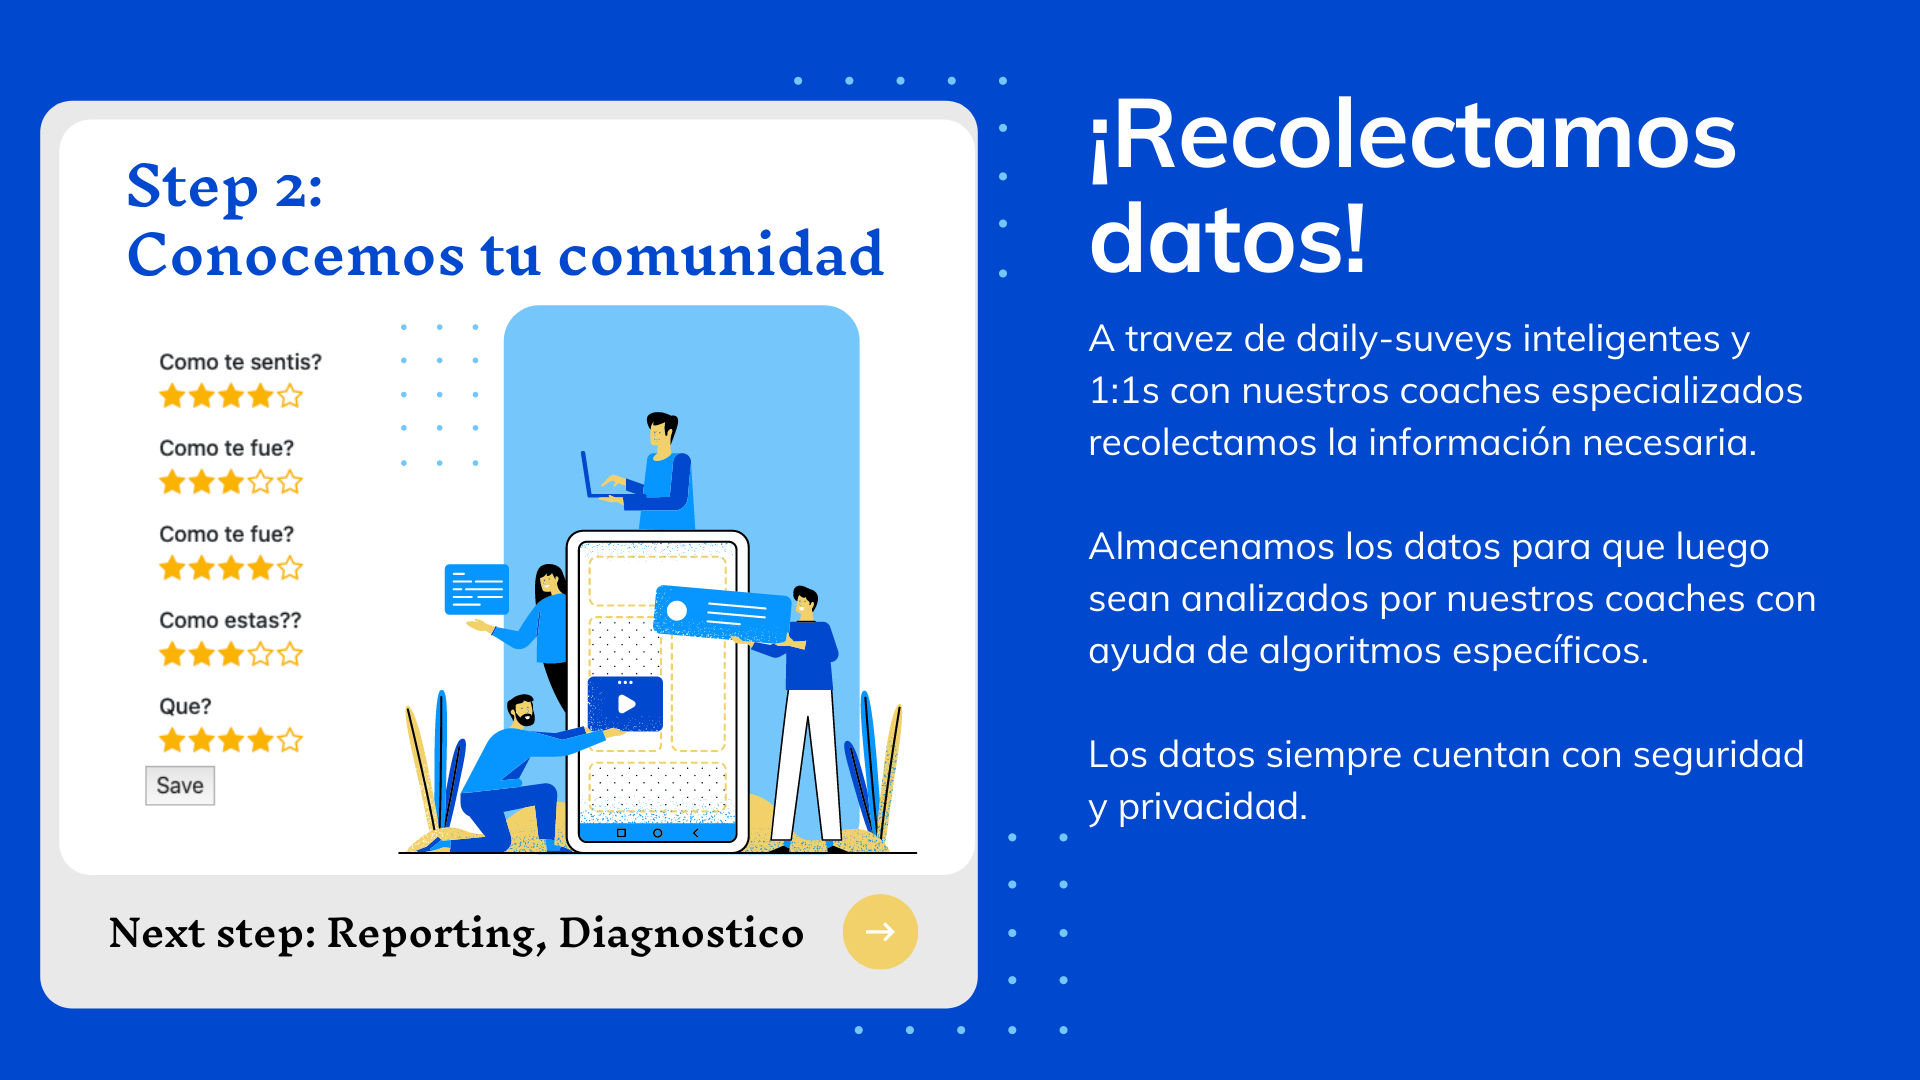 Step 2:
Conocemos tu comunidad
Como te sentis?
Como te fue?
Como te fue?
Como estas??
Que?
Save
Next step: Reporting, Diagnostico
¡Recolectamos
datos!
A travez de daily-suveys inteligentes y
1:1s con nuestros coaches especializados
recolectamos la información necesaria.
Almacenamos los datos para que luego
sean analizados por nuestros coaches con
ayuda de algoritmos específicos.
Los datos siempre cuentan con seguridad
y privacidad.